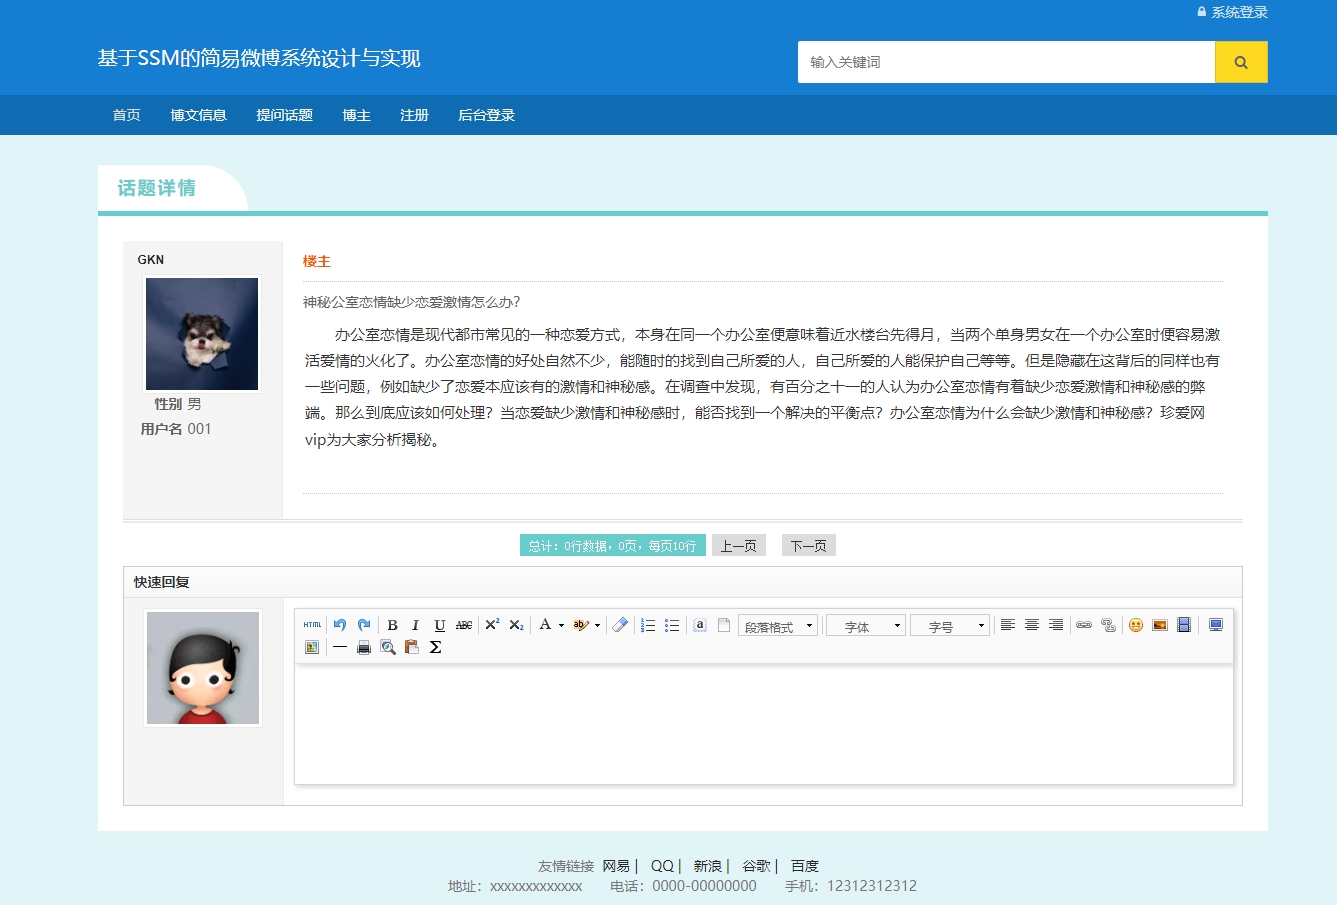 系统登录
基于SSM的简易微博系统设计与实现
输入关键词
首页 博文信息 提问话题 博主 注册 后台登录
话题详情
GKN
楼主
神秘公室恋情缺少恋爱激情怎么办？
办公室恋情是现代都市常见的一种恋爱方式，本身在同一个办公室便意味着近水楼台先得月，当两个单身男女在一个办公室时便容易激
活爱情的火化了。办公室恋情的好处自然不少，能随时的找到自己所爱的人，自己所爱的人能保护自己等等。但是隐藏在这背后的同样也有
一些问题，例如缺少了恋爱本应该有的激情和神秘感。在调查中发现，有百分之十一的人认为办公室恋情有着缺少恋爱激情和神秘感的弊
端。那么到底应该如何处理？当恋爱缺少激情和神秘感时，能否找到一个解决的平衡点？办公室恋情为什么会缺少激情和神秘感？珍爱网
vip为大家分析揭秘。
性别 男
用户名 001
总计：0行数据，0页，每页10行 上一页 下一页
快速回复
HTML B I U ABC X² X₂ A ab a 段落格式 字体 字号
Σ
友情链接 网易 | QQ | 新浪 | 谷歌 | 百度
地址：xxxxxxxxxxxxx 电话：0000-00000000 手机：12312312312